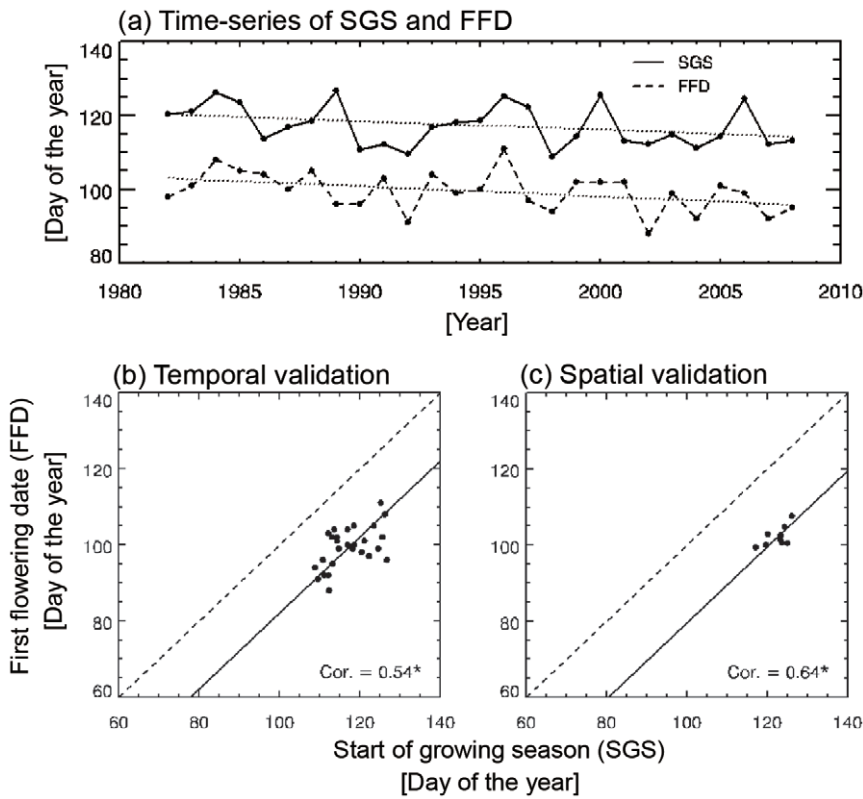 (a) Time-series of SGS and FFD
140
120
100
80
[Day of the year]
SGS
FFD
1980 1985 1990 1995 2000 2005 2010
[Year]
(b) Temporal validation
140
120
100
80
60
First flowering date (FFD)
[Day of the year]
Cor. = 0.54*
60 80 100 120 140
(c) Spatial validation
140
120
100
80
60
Cor. = 0.64*
60 80 100 120 140
Start of growing season (SGS)
[Day of the year]